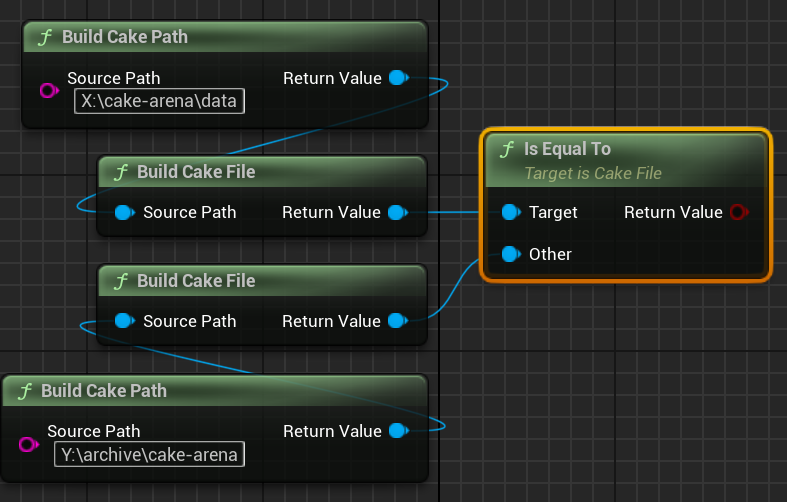 Build Cake Path
Source Path
Return Value
X:\cake-arena\data
Build Cake File
Source Path
Return Value
Is Equal To
Target is Cake File
Target
Return Value
Other
Build Cake File
Source Path
Return Value
Build Cake Path
Source Path
Return Value
Y:\archive\cake-arena